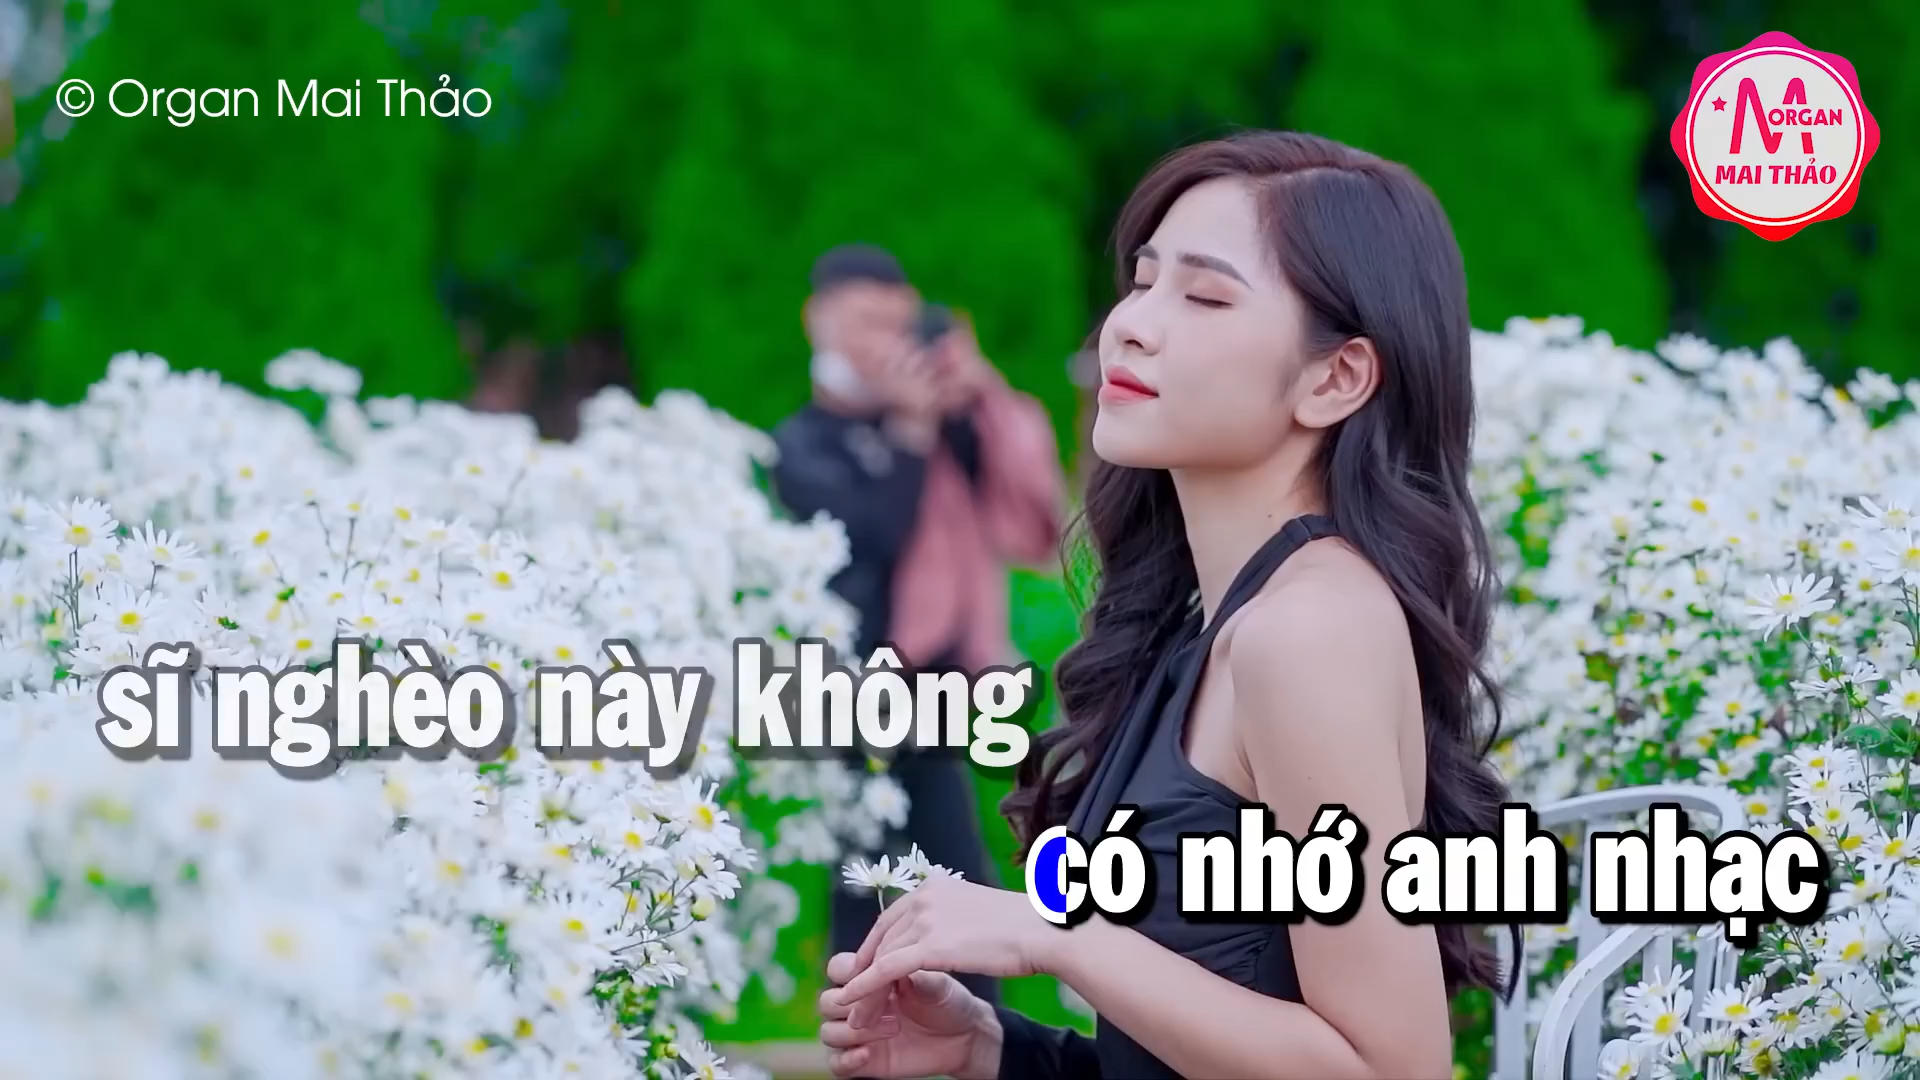 © Organ Mai Thảo
M ORGAN
MAI THẢO
sĩ nghèo này không
có nhớ anh nhạc